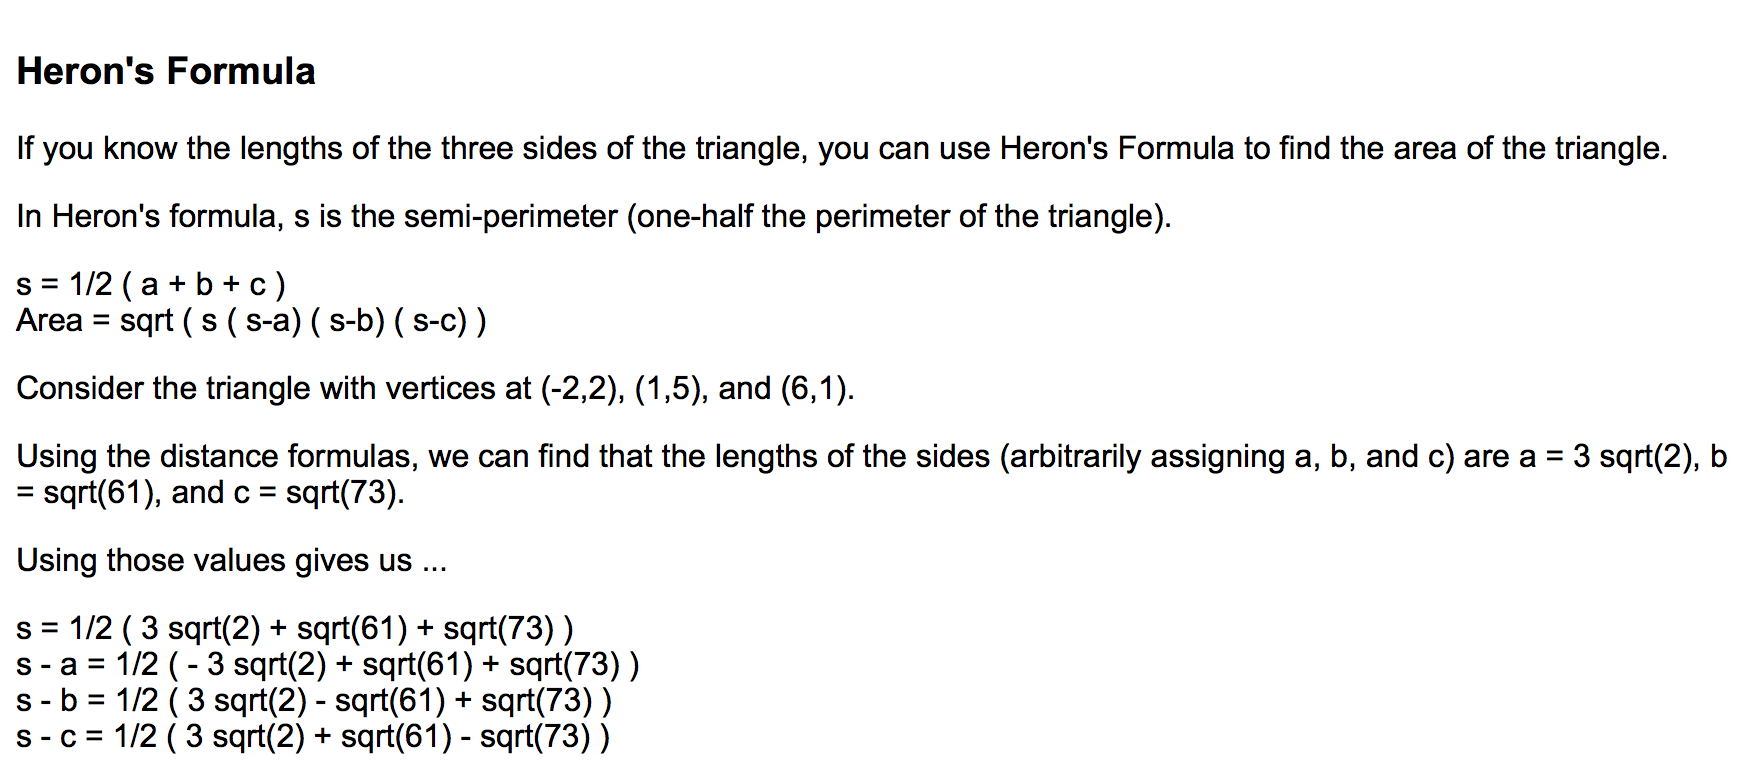 Heron's Formula
If you know the lengths of the three sides of the triangle, you can use Heron's Formula to find the area of the triangle.
In Heron's formula, s is the semi-perimeter (one-half the perimeter of the triangle).
s = 1/2 ( a + b + c )
Area = sqrt ( s ( s-a) ( s-b) ( s-c) )
Consider the triangle with vertices at (-2,2), (1,5), and (6,1).
Using the distance formulas, we can find that the lengths of the sides (arbitrarily assigning a, b, and c) are a = 3 sqrt(2), b
= sqrt(61), and c = sqrt(73).
Using those values gives us ...
s = 1/2 ( 3 sqrt(2) + sqrt(61) + sqrt(73) )
s - a = 1/2 ( - 3 sqrt(2) + sqrt(61) + sqrt(73) )
s - b = 1/2 ( 3 sqrt(2) - sqrt(61) + sqrt(73) )
s - c = 1/2 ( 3 sqrt(2) + sqrt(61) - sqrt(73) )